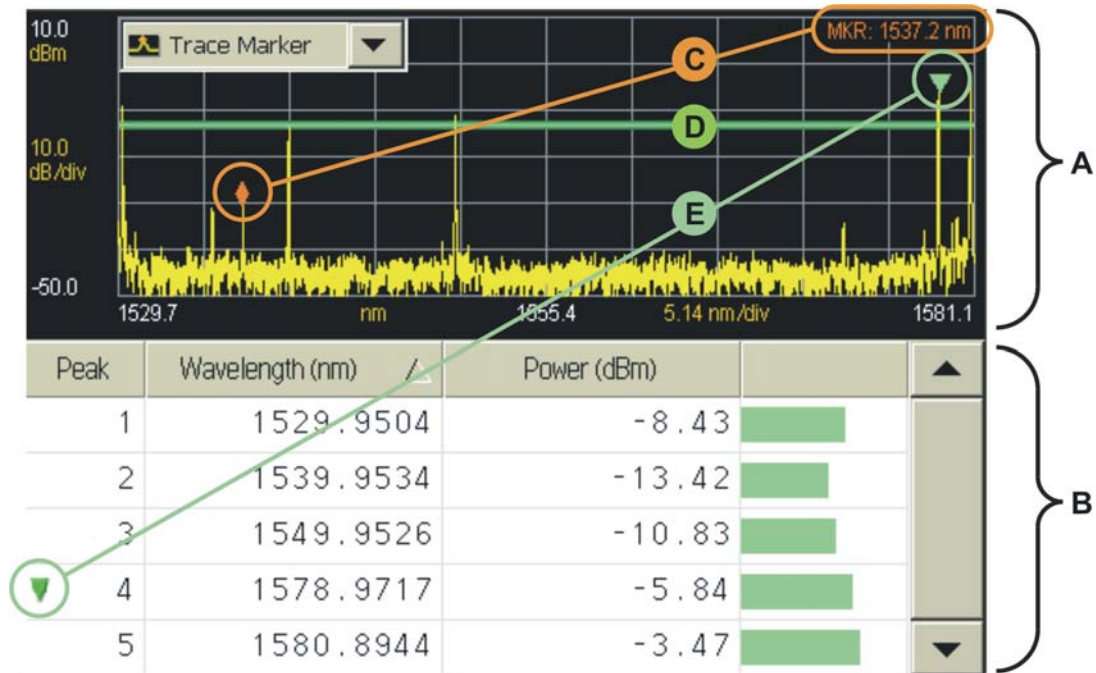 10.0
dBm
Trace Marker
MKR: 1537.2 nm
C
D
10.0
dB/div
A
E
-50.0
1529.7 nm 1555.4 5.14 nm/div 1581.1
Peak Wavelength (nm) Power (dBm)
1 1529.9504 -8.43
2 1539.9534 -13.42
3 1549.9526 -10.83
B
4 1578.9717 -5.84
5 1580.8944 -3.47